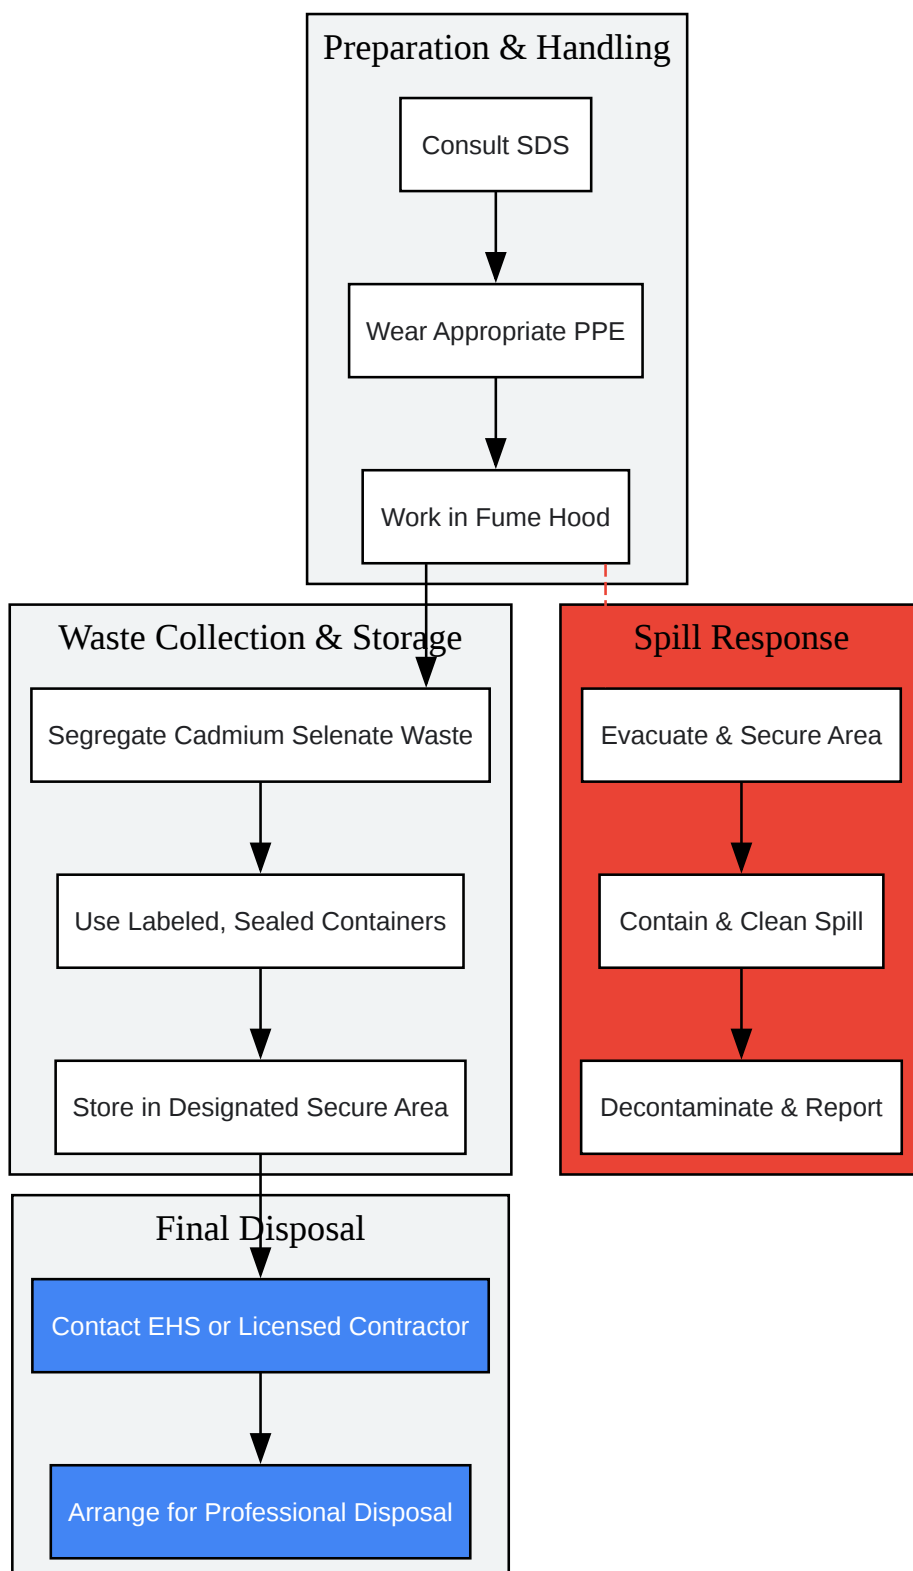 Preparation & Handling
Consult SDS
Wear Appropriate PPE
Work in Fume Hood
Waste Collection & Storage
Segregate Cadmium Selenate Waste
Use Labeled, Sealed Containers
Store in Designated Secure Area
Spill Response
Evacuate & Secure Area
Contain & Clean Spill
Decontaminate & Report
Final Disposal
Contact EHS or Licensed Contractor
Arrange for Professional Disposal